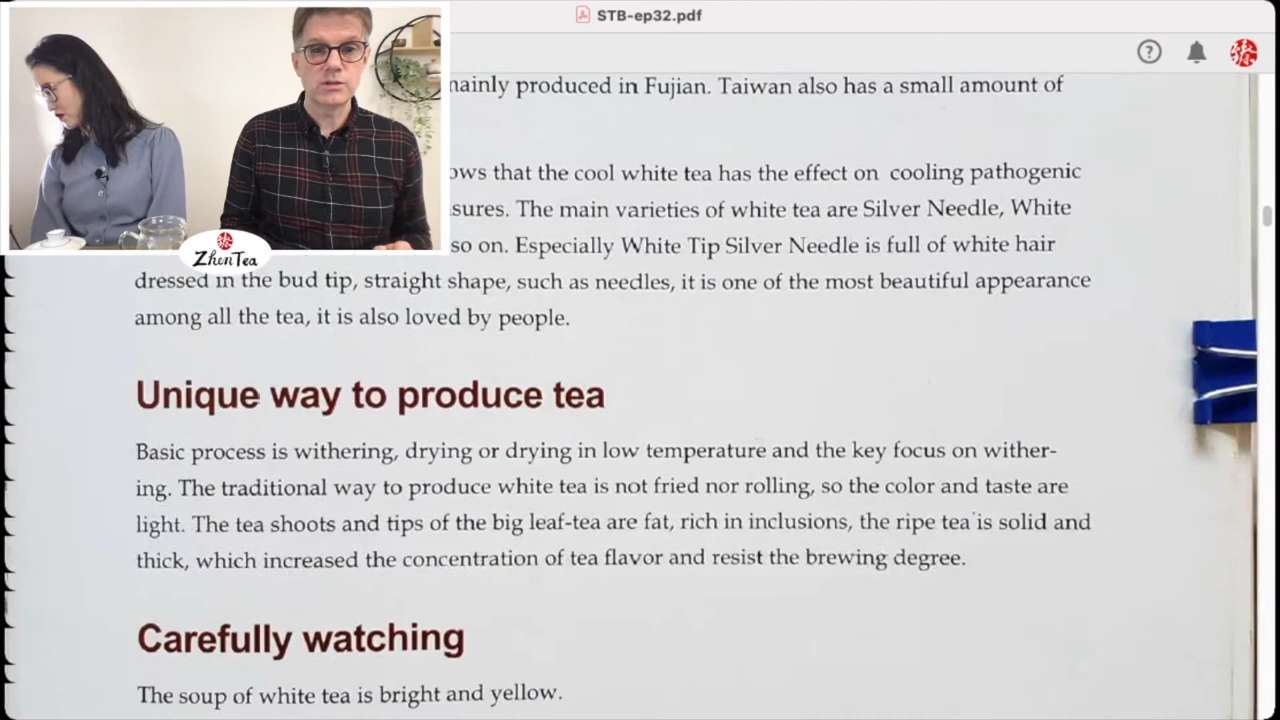 STB-ep32.pdf
mainly produced in Fujian. Taiwan also has a small amount of
ows that the cool white tea has the effect on cooling pathogenic
sures. The main varieties of white tea are Silver Needle, White
so on. Especially White Tip Silver Needle is full of white hair
ZhenTea
dressed in the bud tip, straight shape, such as needles, it is one of the most beautiful appearance
among all the tea, it is also loved by people.
Unique way to produce tea
Basic process is withering, drying or drying in low temperature and the key focus on wither-
ing. The traditional way to produce white tea is not fried nor rolling, so the color and taste are
light. The tea shoots and tips of the big leaf-tea are fat, rich in inclusions, the ripe tea is solid and
thick, which increased the concentration of tea flavor and resist the brewing degree.
Carefully watching
The soup of white tea is bright and yellow.